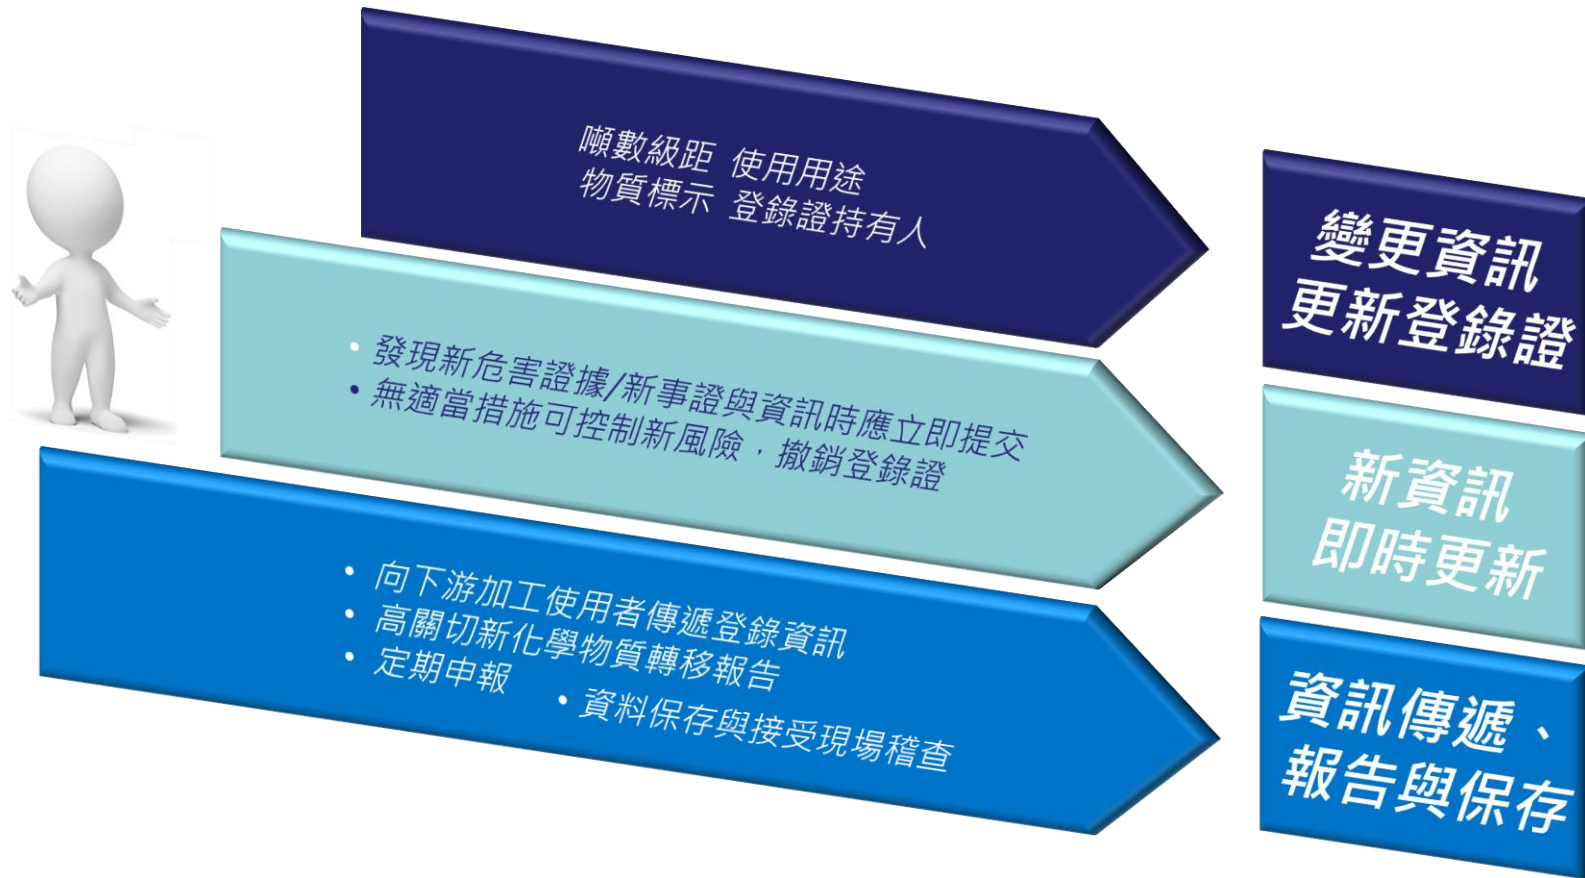 噸數級距 使用用途
物質標示 登錄證持有人
變更資訊
更新登錄證
• 發現新危害證據/新事證與資訊時應立即提交
• 無適當措施可控制新風險，撤銷登錄證
新資訊
即時更新
• 向下游加工使用者傳遞登錄資訊
• 高關切新化學物質轉移報告
• 定期申報 • 資料保存與接受現場稽查
資訊傳遞、
報告與保存